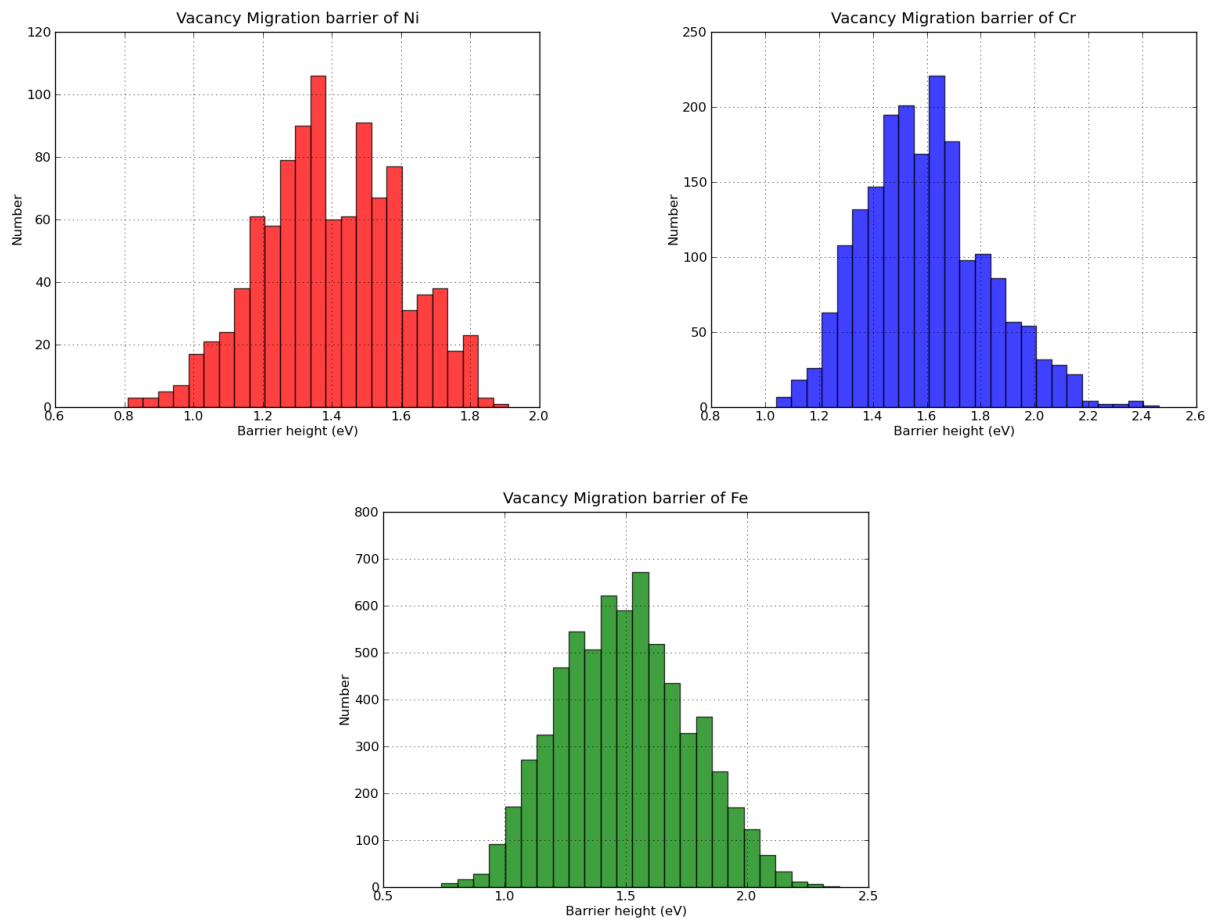 Vacancy Migration barrier of Ni
120
100
80
60
40
20
0
Number
0.6 0.8 1.0 1.2 1.4 1.6 1.8 2.0
Barrier height (eV)
Vacancy Migration barrier of Cr
250
200
150
100
50
0
Number
0.8 1.0 1.2 1.4 1.6 1.8 2.0 2.2 2.4 2.6
Barrier height (eV)
Vacancy Migration barrier of Fe
800
700
600
500
400
300
200
100
0
Number
0.5 1.0 1.5 2.0 2.5
Barrier height (eV)